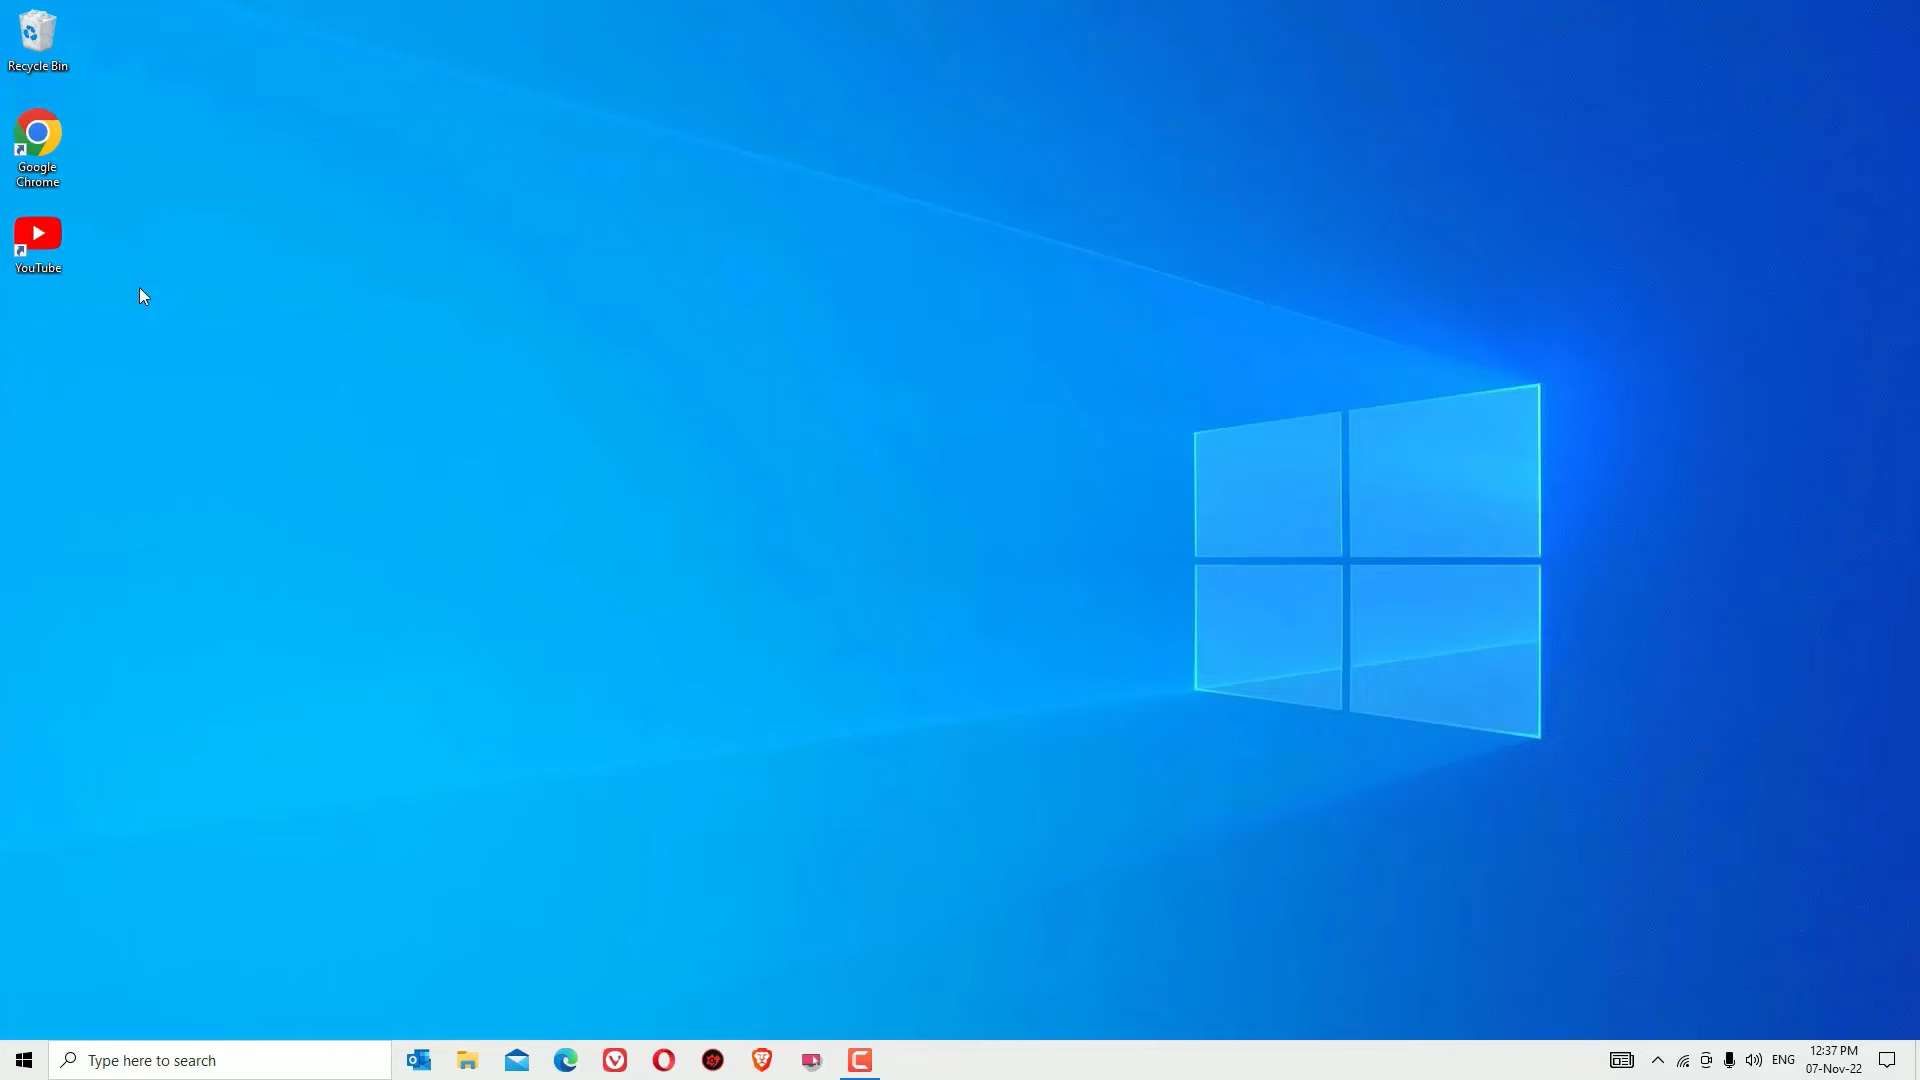 Recycle Bin
Google
Chrome
YouTube
Type here to search
ENG
12:37 PM
07-Nov-22